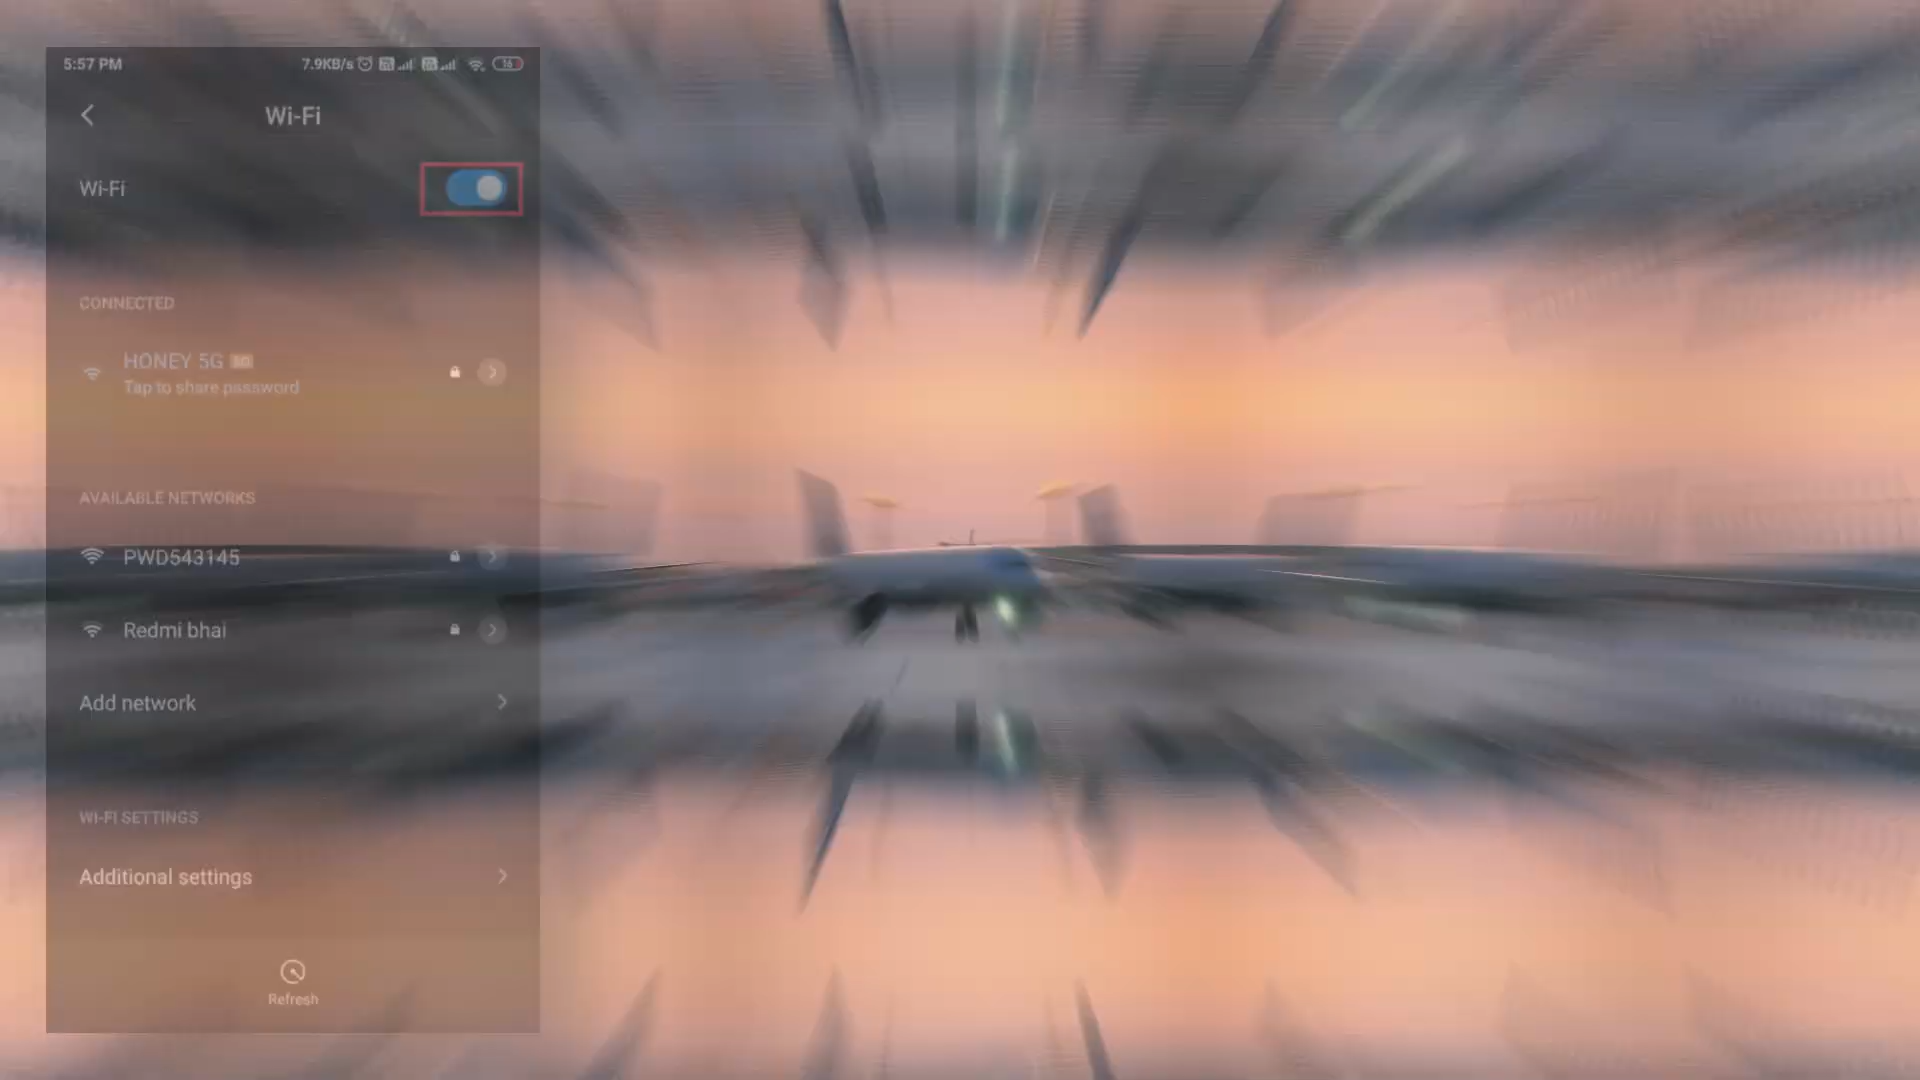 5:57 PM
7.9KB/s
16
Wi-Fi
Wi-Fi
CONNECTED
HONEY 5G
Tap to share password
AVAILABLE NETWORKS
PWD543145
Redmi bhai
Add network
WI-FI SETTINGS
Additional settings
Refresh